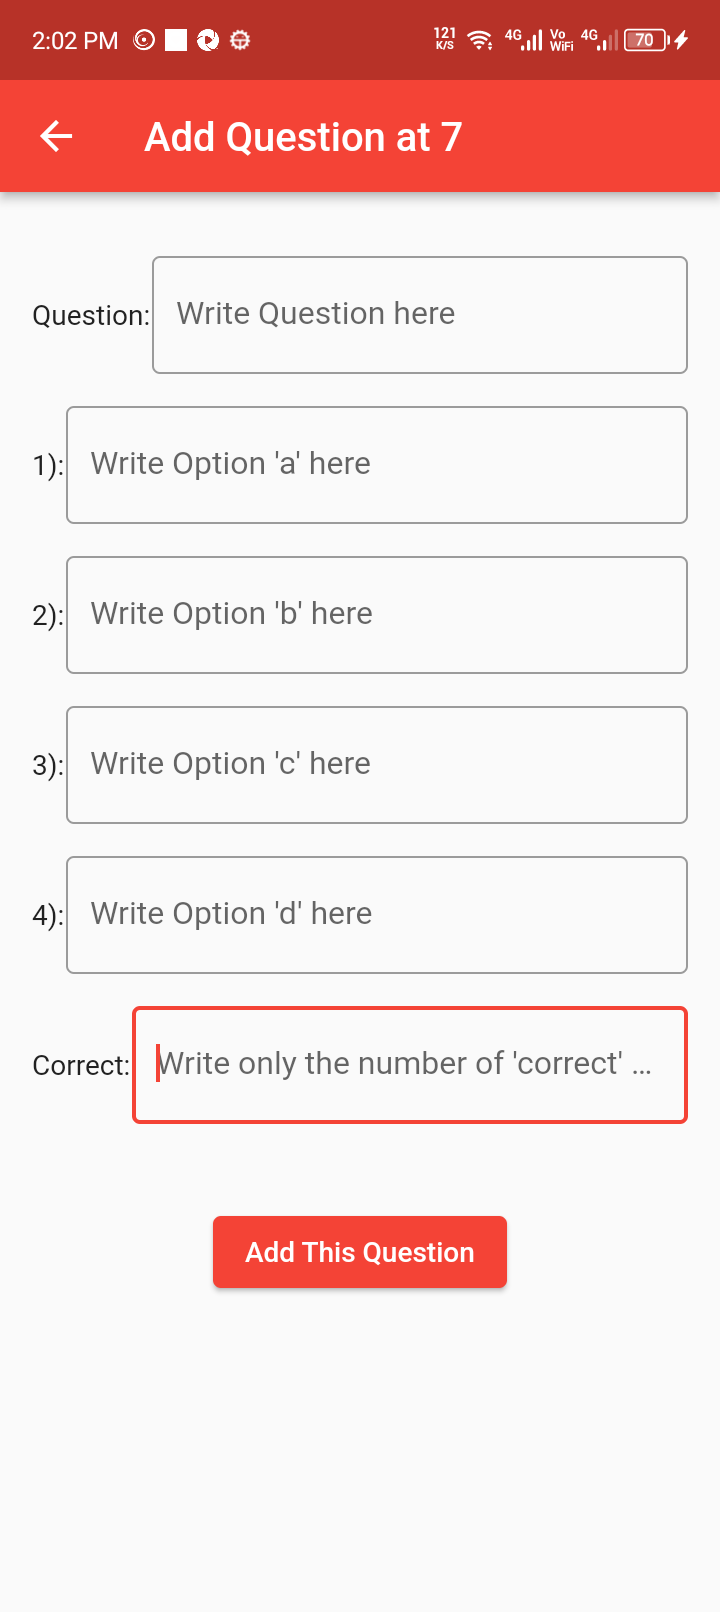 2:02 PM 121 K/S 4G Vo WiFi 4G 70
Add Question at 7
Question: Write Question here
1): Write Option 'a' here
2): Write Option 'b' here
3): Write Option 'c' here
4): Write Option 'd' here
Correct: Write only the number of 'correct' ...
Add This Question